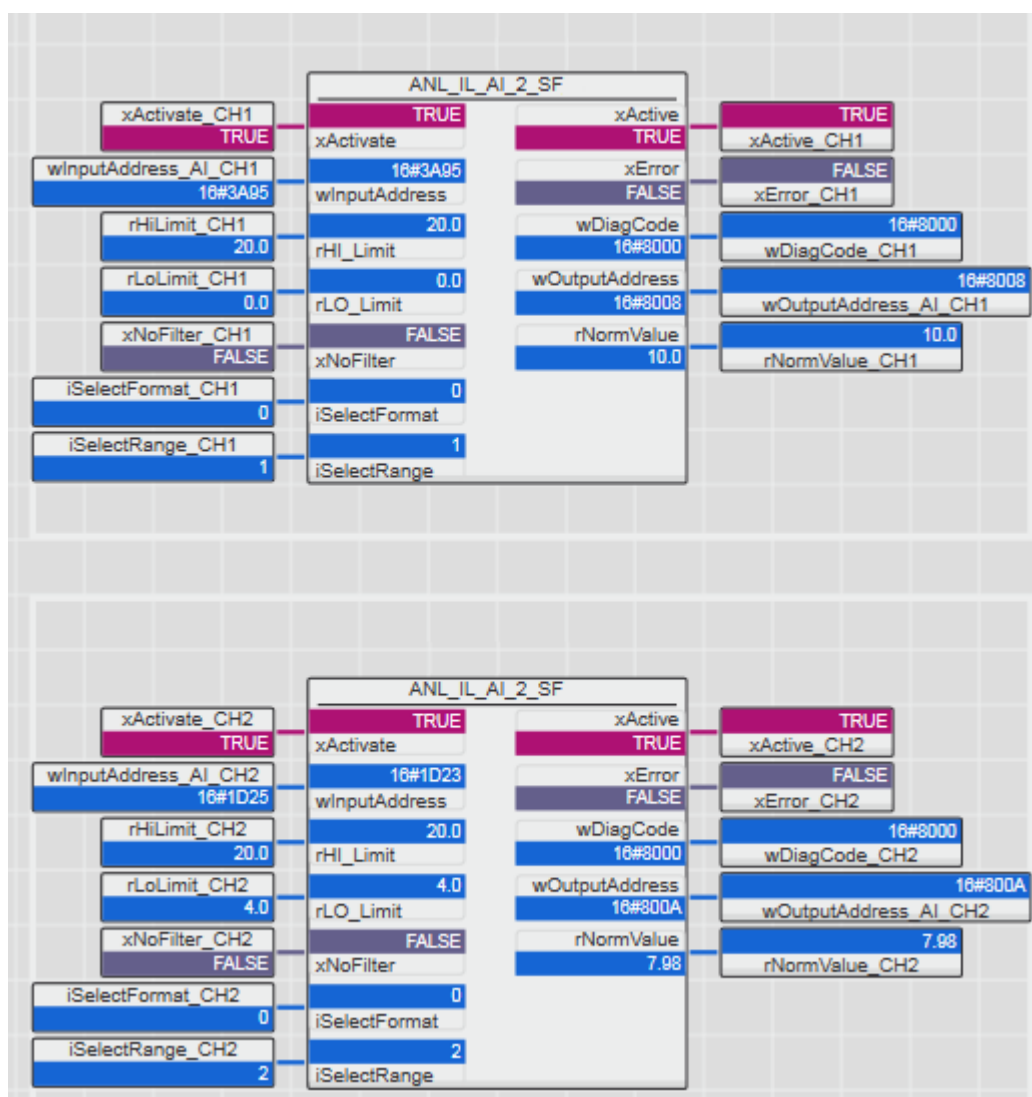 ANL_IL_AI_2_SF
xActivate_CH1 TRUE xActive TRUE
TRUE xActivate TRUE xActive_CH1
wInputAddress_AI_CH1 16#3A95 xError FALSE
16#3A95 wInputAddress FALSE xError_CH1
rHiLimit_CH1 20.0 wDiagCode 16#8000
20.0 rHI_Limit 16#8000 wDiagCode_CH1
rLoLimit_CH1 0.0 wOutputAddress 16#8008
0.0 rLO_Limit 16#8008 wOutputAddress_AI_CH1
xNoFilter_CH1 FALSE rNormValue 10.0
FALSE xNoFilter 10.0 rNormValue_CH1
iSelectFormat_CH1 0
0 iSelectFormat
iSelectRange_CH1 1
1 iSelectRange
ANL_IL_AI_2_SF
xActivate_CH2 TRUE xActive TRUE
TRUE xActivate TRUE xActive_CH2
wInputAddress_AI_CH2 16#1D23 xError FALSE
16#1D25 wInputAddress FALSE xError_CH2
rHiLimit_CH2 20.0 wDiagCode 16#8000
20.0 rHI_Limit 16#8000 wDiagCode_CH2
rLoLimit_CH2 4.0 wOutputAddress 16#800A
4.0 rLO_Limit 16#800A wOutputAddress_AI_CH2
xNoFilter_CH2 FALSE rNormValue 7.98
FALSE xNoFilter 7.98 rNormValue_CH2
iSelectFormat_CH2 0
0 iSelectFormat
iSelectRange_CH2 2
2 iSelectRange